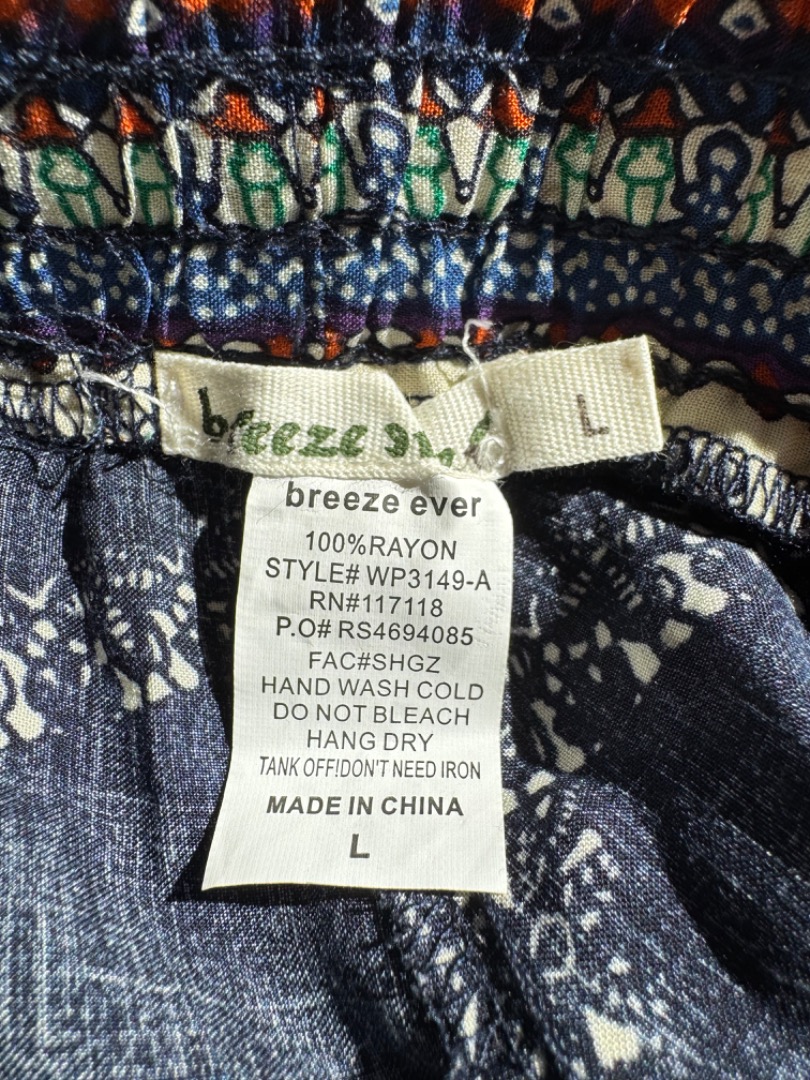 breeze
L
breeze ever
100%RAYON
STYLE# WP3149-A
RN#117118
P.O# RS4694085
FAC#SHGZ
HAND WASH COLD
DO NOT BLEACH
HANG DRY
TANK OFF!DON'T NEED IRON
MADE IN CHINA
L